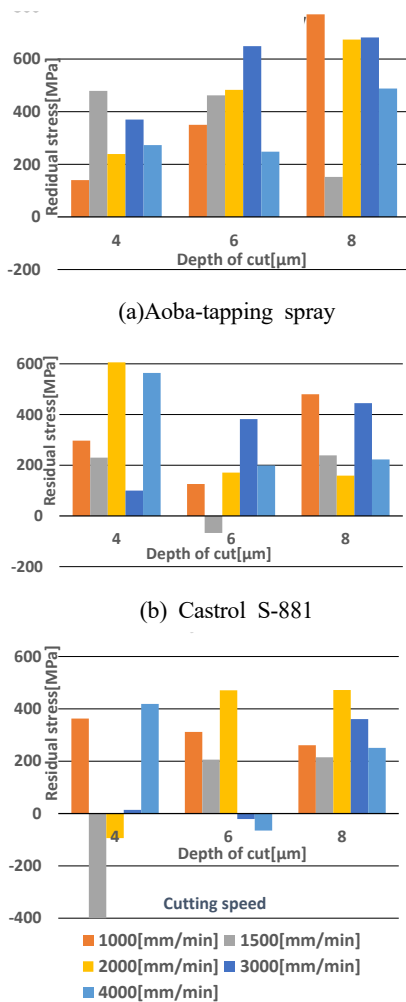 Redidual stress[MPa]
600
400
200
0
-200
4
6
8
Depth of cut[μm]
(a)Aoba-tapping spray
Residual stress[MPa]
600
400
200
0
-200
4
6
8
Depth of cut[μm]
(b) Castrol S-881
Residual stress[MPa]
600
400
200
0
-200
-400
4
6
8
Depth of cut[μm]
Cutting speed
1000[mm/min]
1500[mm/min]
2000[mm/min]
3000[mm/min]
4000[mm/min]